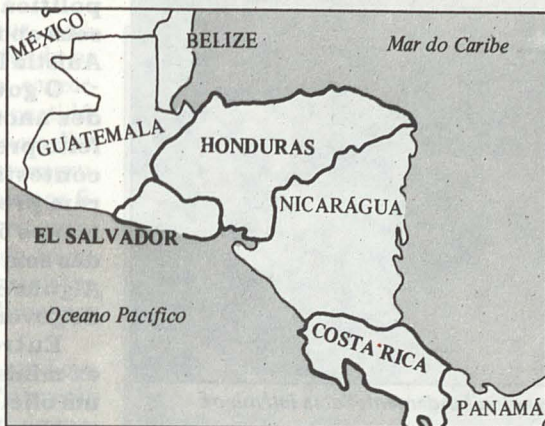 MÉXICO
BELIZE
Mar do Caribe
GUATEMALA
HONDURAS
NICARÁGUA
EL SALVADOR
Oceano Pacífico
COSTA RICA
PANAMÁ